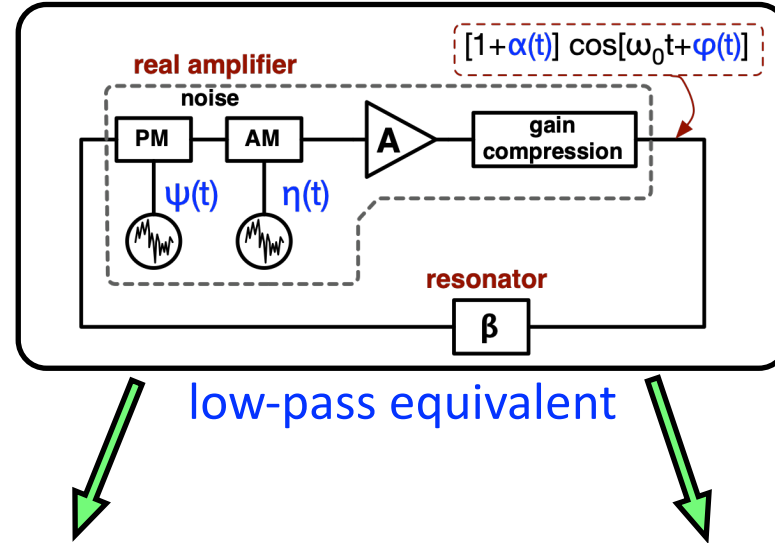 [1+α(t)] cos[ω₀t+φ(t)]
real amplifier
noise
PM
AM
A
gain
compression
ψ(t)
η(t)
resonator
β
low-pass equivalent